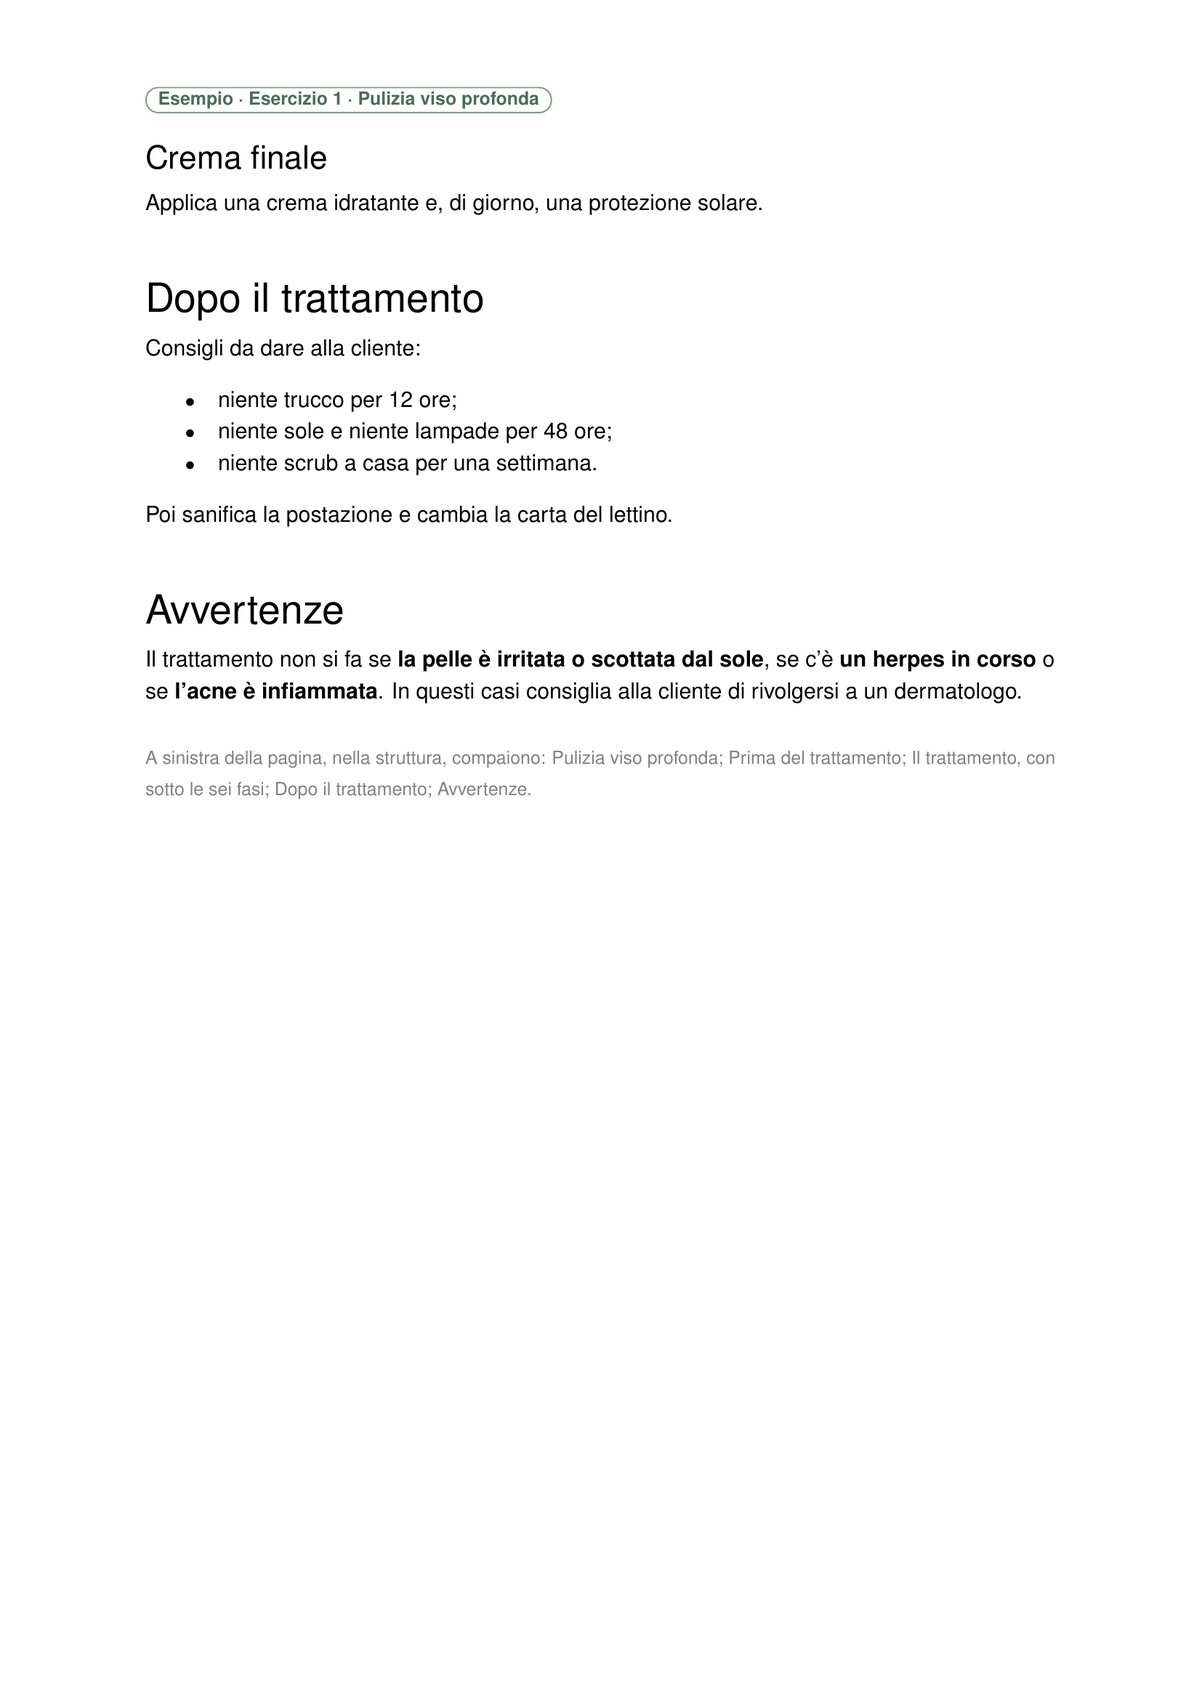 Esempio · Esercizio 1 · Pulizia viso profonda
Crema finale
Applica una crema idratante e, di giorno, una protezione solare.
Dopo il trattamento
Consigli da dare alla cliente:
• niente trucco per 12 ore;
• niente sole e niente lampade per 48 ore;
• niente scrub a casa per una settimana.
Poi sanifica la postazione e cambia la carta del lettino.
Avvertenze
Il trattamento non si fa se la pelle è irritata o scottata dal sole, se c’è un herpes in corso o
se l’acne è infiammata. In questi casi consiglia alla cliente di rivolgersi a un dermatologo.
A sinistra della pagina, nella struttura, compaiono: Pulizia viso profonda; Prima del trattamento; Il trattamento, con
sotto le sei fasi; Dopo il trattamento; Avvertenze.